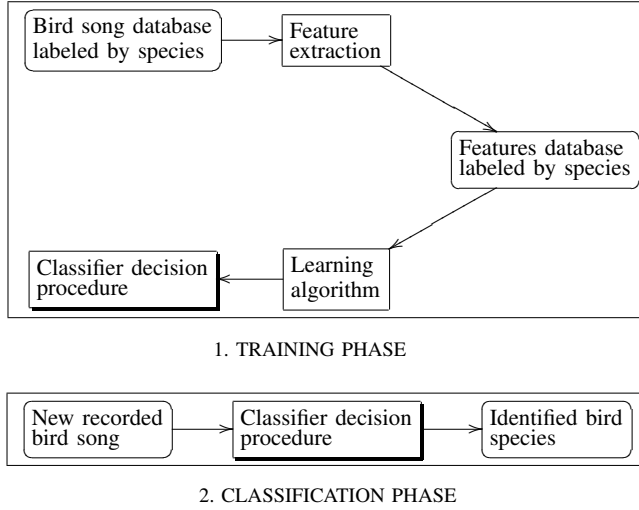 Bird song database
labeled by species
Feature
extraction
Features database
labeled by species
Learning
algorithm
Classifier decision
procedure
1. TRAINING PHASE
New recorded
bird song
Classifier decision
procedure
Identified bird
species
2. CLASSIFICATION PHASE